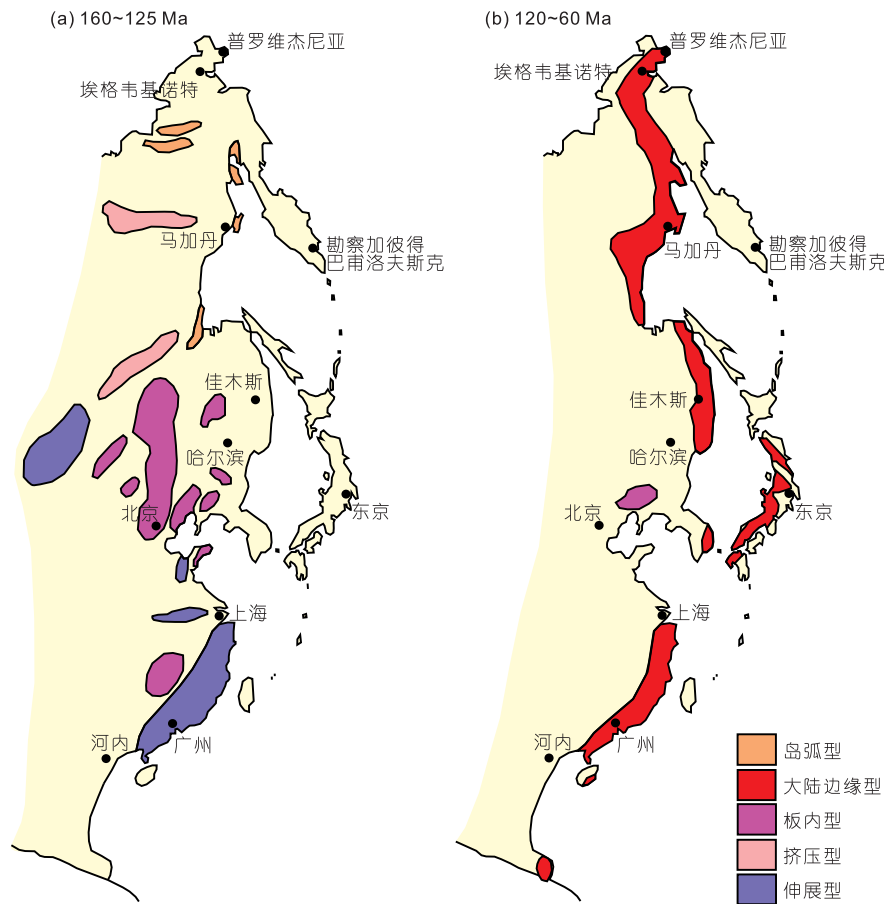 (a) 160~125 Ma
普罗维杰尼亚
埃格韦基诺特
马加丹
勘察加彼得
巴甫洛夫斯克
佳木斯
哈尔滨
北京
东京
上海
河内
广州
(b) 120~60 Ma
普罗维杰尼亚
埃格韦基诺特
马加丹
勘察加彼得
巴甫洛夫斯克
佳木斯
哈尔滨
北京
东京
上海
河内
广州
岛弧型
大陆边缘型
板内型
挤压型
伸展型